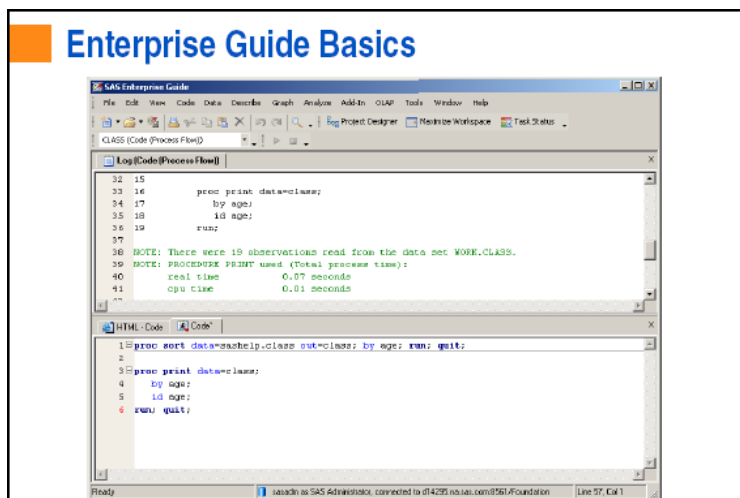 Enterprise Guide Basics
SAS Enterprise Guide
File Edit View Code Data Describe Graph Analyze Add-In OLAP Tools Window Help
Project Designer Maximize Workspace Task Status
CLASS (Code (Process Flow))
Log (Code (Process Flow)) X
32 15
33 16 proc print data=class;
34 17 by age;
35 18 id age;
36 19 run;
37
38 NOTE: There were 19 observations read from the data set WORK.CLASS.
39 NOTE: PROCEDURE PRINT used (Total process time):
40 real time 0.07 seconds
41 cpu time 0.01 seconds
HTML - Code Code* X
1 proc sort data=sashelp.class out=class; by age; run; quit;
2
3 proc print data=class;
4 by age;
5 id age;
6 run; quit;
Ready sasadm as SAS Administrator, connected to d14295.na.sas.com:8561/Foundation Line 57, Col 1